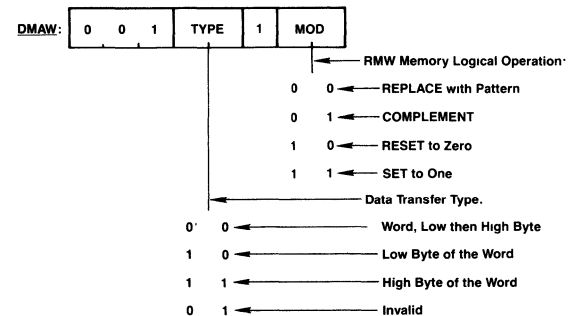 DMAW: 0 0 1 TYPE 1 MOD
RMW Memory Logical Operation·
0 0 REPLACE with Pattern
0 1 COMPLEMENT
1 0 RESET to Zero
1 1 SET to One
Data Transfer Type.
0 0 Word, Low then High Byte
1 0 Low Byte of the Word
1 1 High Byte of the Word
0 1 Invalid